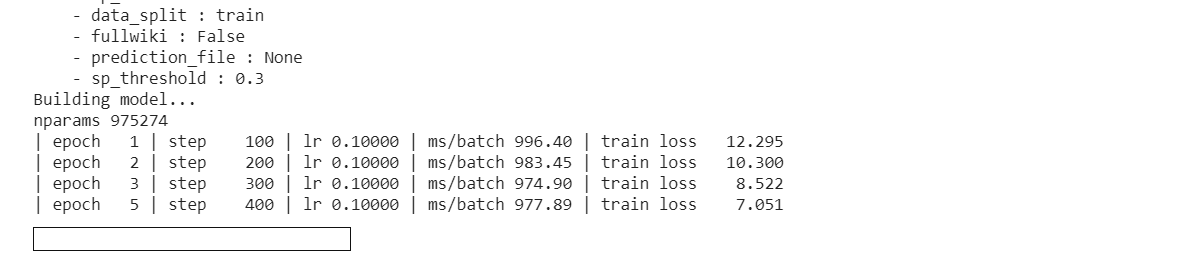 - data_split : train
- fullwiki : False
- prediction_file : None
- sp_threshold : 0.3
Building model...
nparams 975274
| epoch   1 | step    100 | lr 0.10000 | ms/batch 996.40 | train loss   12.295
| epoch   2 | step    200 | lr 0.10000 | ms/batch 983.45 | train loss   10.300
| epoch   3 | step    300 | lr 0.10000 | ms/batch 974.90 | train loss    8.522
| epoch   5 | step    400 | lr 0.10000 | ms/batch 977.89 | train loss    7.051